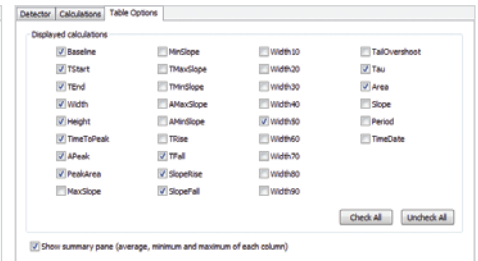 Detector Calculations Table Options
Displayed calculations
Baseline MinSlope Width10 TailOvershoot
TStart TMaxSlope Width20 Tau
TEnd TMinSlope Width30 Area
Width AMaxSlope Width40 Slope
Height AMinSlope Width50 Period
TimeToPeak TRise Width60 TimeDate
APeak TFall Width70
PeakArea SlopeRise Width80
MaxSlope SlopeFall Width90
Check All Uncheck All
Show summary pane (average, minimum and maximum of each column)